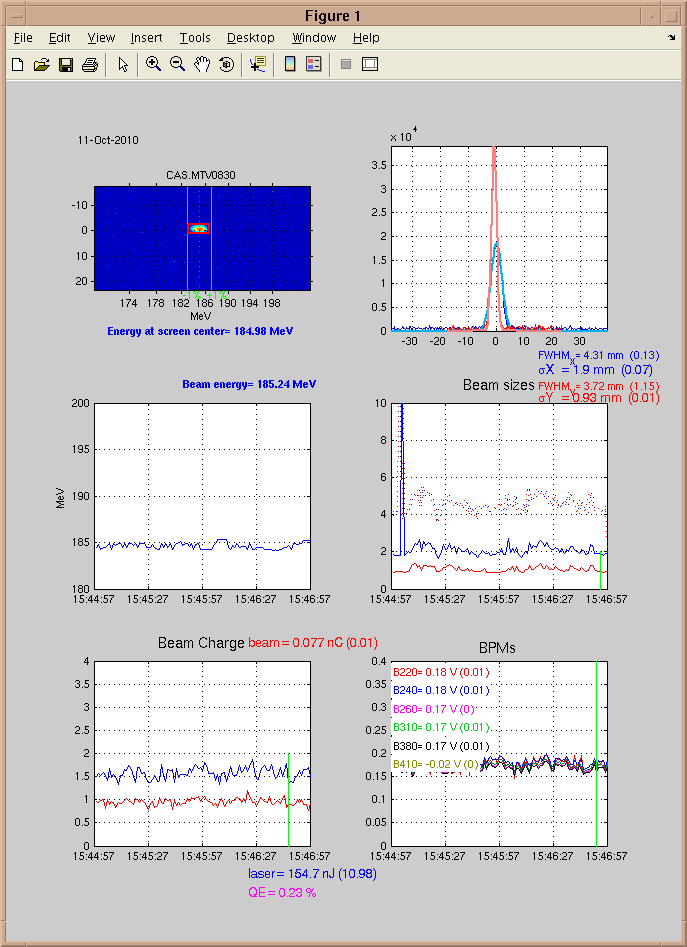 Figure 1
File Edit View Insert Tools Desktop Window Help
11-Oct-2010
CAS.MTV0830
-10
0
10
20
174 178 182 186 190 194 198
MeV
Energy at screen center= 184.98 MeV
x 10^4
3.5
3
2.5
2
1.5
1
0.5
0
-30 -20 -10 0 10 20 30
FWHM_X= 4.31 mm (0.13)
σX = 1.9 mm (0.07)
Beam energy= 185.24 MeV
200
195
190
185
180
MeV
15:44:57 15:45:27 15:45:57 15:46:27 15:46:57
Beam sizes
FWHM_Y= 3.72 mm (1.15)
σY = 0.93 mm (0.01)
10
8
6
4
2
0
15:44:57 15:45:27 15:45:57 15:46:27 15:46:57
Beam Charge beam = 0.077 nC (0.01)
4
3.5
3
2.5
2
1.5
1
0.5
0
15:44:57 15:45:27 15:45:57 15:46:27 15:46:57
laser= 154.7 nJ (10.98)
QE = 0.23 %
BPMs
0.4
0.35
0.3
0.25
0.2
0.15
0.1
0.05
0
B220= 0.18 V (0.01)
B240= 0.18 V (0.01)
B260= 0.17 V (0)
B310= 0.17 V (0.01)
B380= 0.17 V (0.01)
B410= -0.02 V (0)
15:44:57 15:45:27 15:45:57 15:46:27 15:46:57